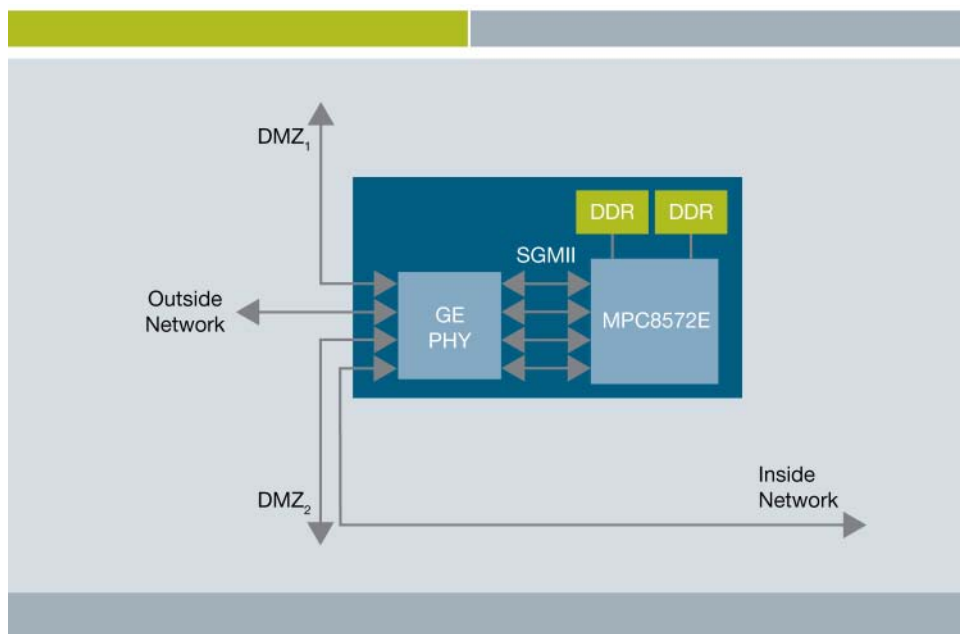 DMZ₁
DDR DDR
SGMII
Outside
Network
GE
PHY
MPC8572E
DMZ₂
Inside
Network